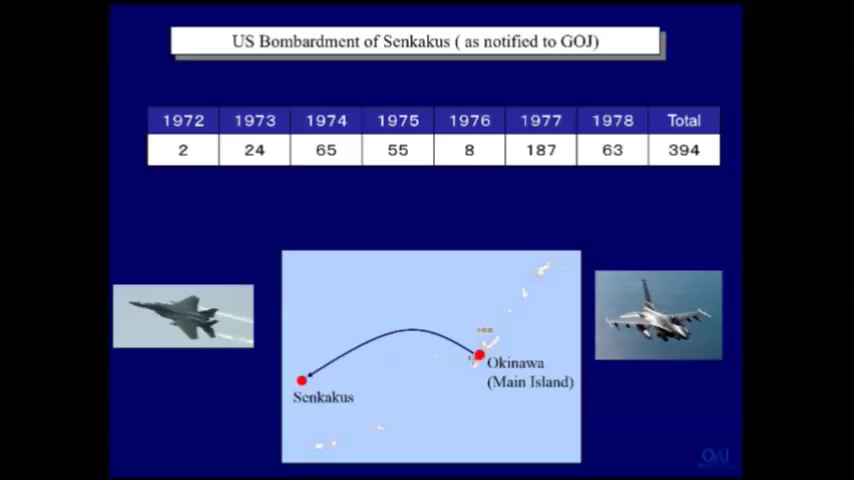 US Bombardment of Senkakus ( as notified to GOJ)
1972 1973 1974 1975 1976 1977 1978 Total
2 24 65 55 8 187 63 394
Okinawa
(Main Island)
Senkakus
OAI